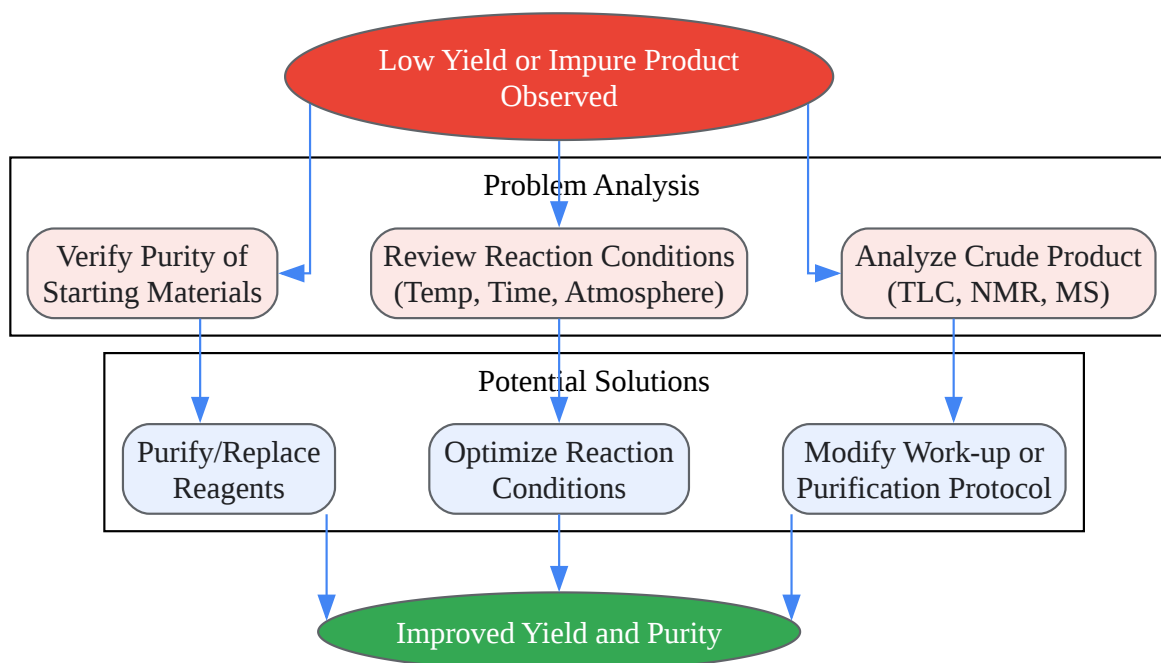 Low Yield or Impure Product
Observed
Problem Analysis
Verify Purity of
Starting Materials
Review Reaction Conditions
(Temp, Time, Atmosphere)
Analyze Crude Product
(TLC, NMR, MS)
Potential Solutions
Purify/Replace
Reagents
Optimize Reaction
Conditions
Modify Work-up or
Purification Protocol
Improved Yield and Purity